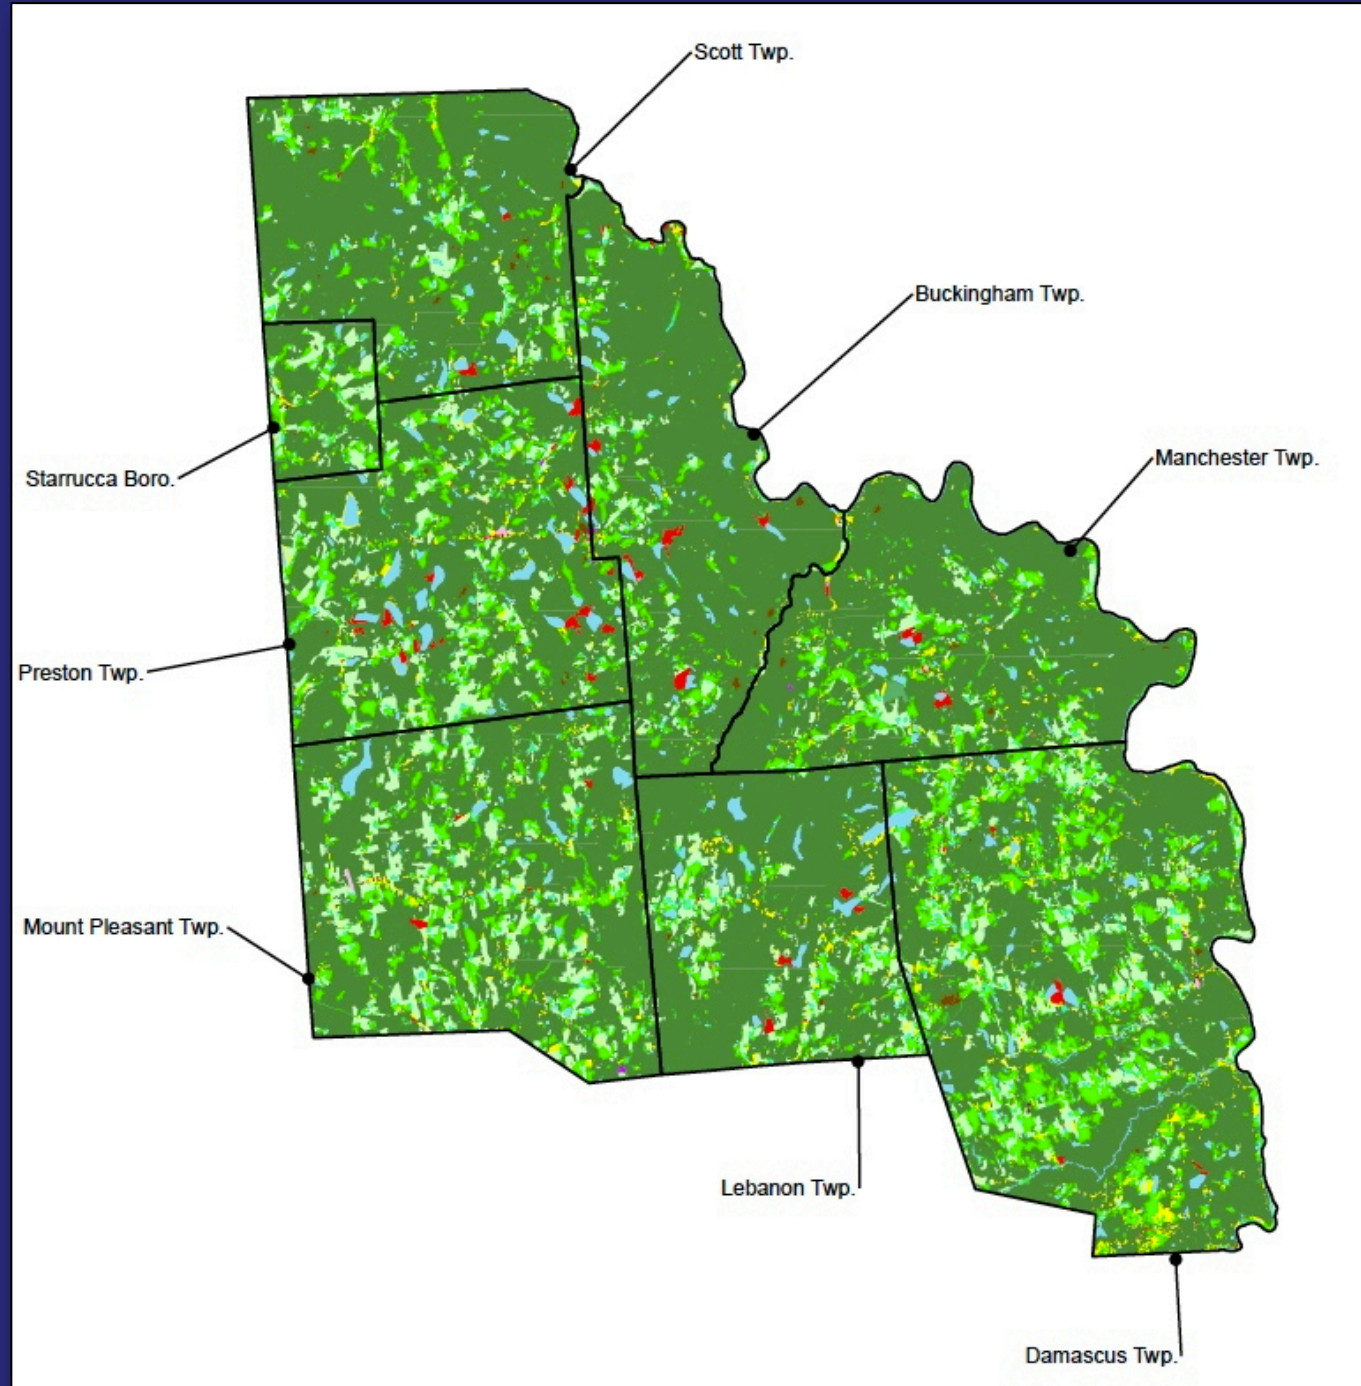 Scott Twp.
Buckingham Twp.
Manchester Twp.
Starrucca Boro.
Preston Twp.
Mount Pleasant Twp.
Lebanon Twp.
Damascus Twp.